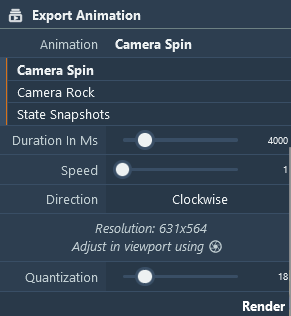 Export Animation
Animation Camera Spin
Camera Spin
Camera Rock
State Snapshots
Duration In Ms 4000
Speed 1
Direction Clockwise
Resolution: 631x564
Adjust in viewport using
Quantization 18
Render